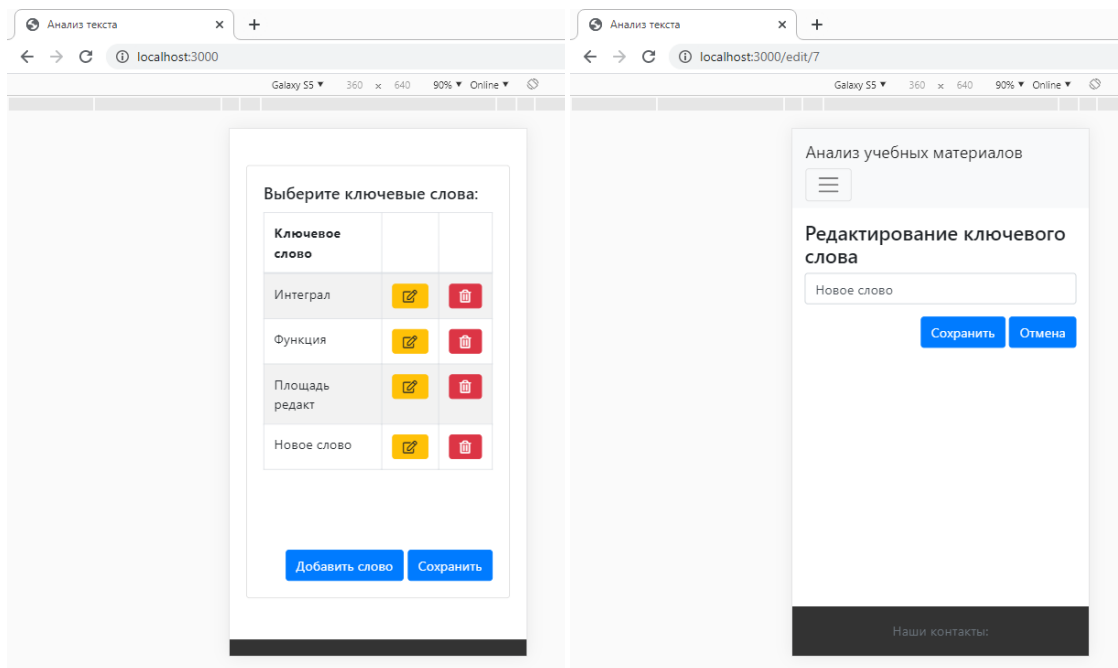 Анализ текста
localhost:3000
Galaxy S5 ▼ 360 × 640 90% ▼ Online ▼
Выберите ключевые слова:
Ключевое
слово
Интеграл
Функция
Площадь
редакт
Новое слово
Добавить слово Сохранить
Анализ текста
localhost:3000/edit/7
Galaxy S5 ▼ 360 × 640 90% ▼ Online ▼
Анализ учебных материалов
Редактирование ключевого
слова
Новое слово
Сохранить Отмена
Наши контакты: